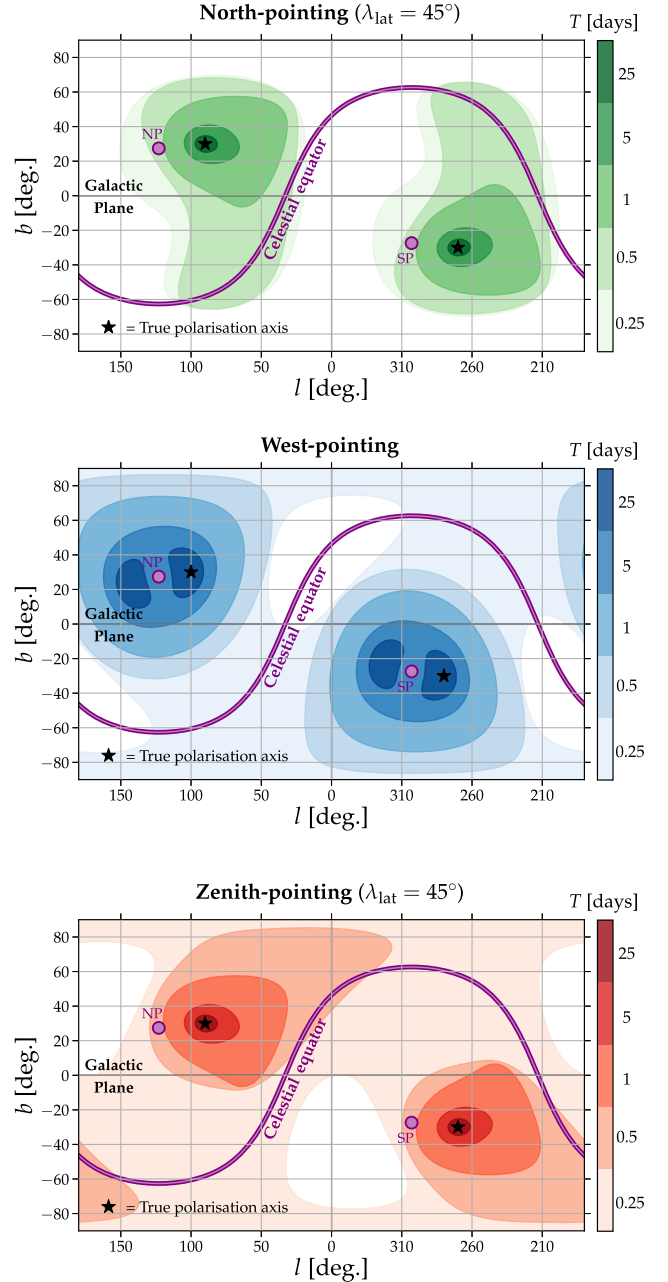 North-pointing (λlat = 45°)
T [days]
80
60
40
20
0
−20
−40
−60
−80
b [deg.]
NP
Galactic
Plane
Celestial equator
SP
★ = True polarisation axis
25
5
1
0.5
0.25
150
100
50
0
310
260
210
l [deg.]
West-pointing
T [days]
80
60
40
20
0
−20
−40
−60
−80
b [deg.]
NP
Galactic
Plane
Celestial equator
SP
★ = True polarisation axis
25
5
1
0.5
0.25
150
100
50
0
310
260
210
l [deg.]
Zenith-pointing (λlat = 45°)
T [days]
80
60
40
20
0
−20
−40
−60
−80
b [deg.]
NP
Galactic
Plane
Celestial equator
SP
★ = True polarisation axis
25
5
1
0.5
0.25
150
100
50
0
310
260
210
l [deg.]